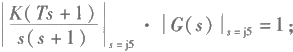 |K(Ts+1)/s(s+1)|_{s=j5} · |G(s)|_{s=j5} = 1;